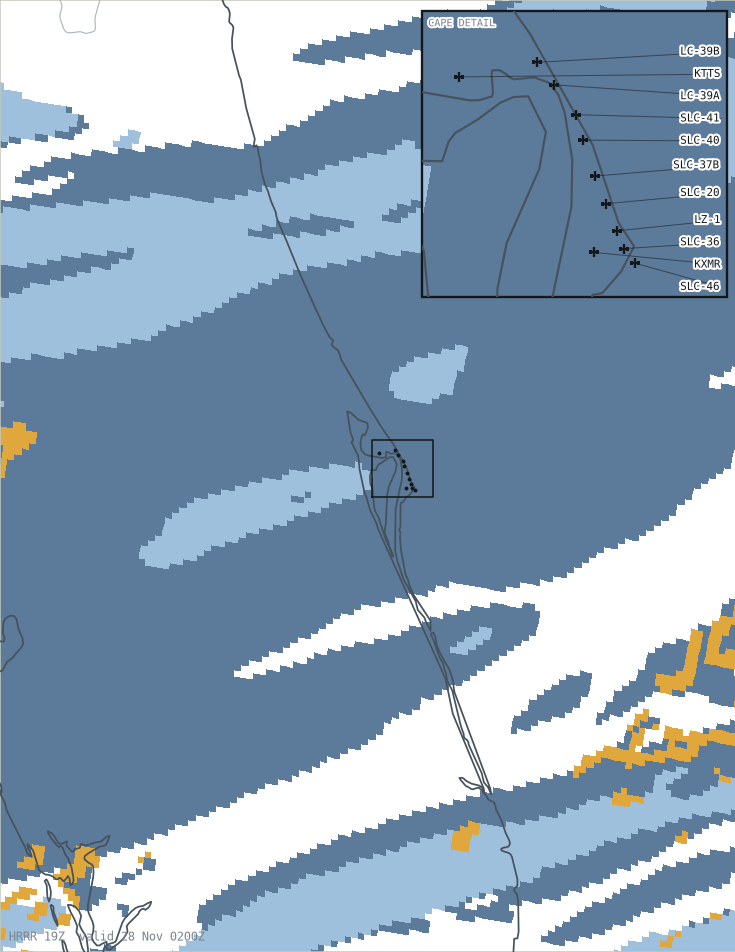 CAPE DETAIL
LC-39B
KTTS
LC-39A
SLC-41
SLC-40
SLC-37B
SLC-20
LZ-1
SLC-36
KXMR
SLC-46
HRRR 19Z valid 28 Nov 0200Z